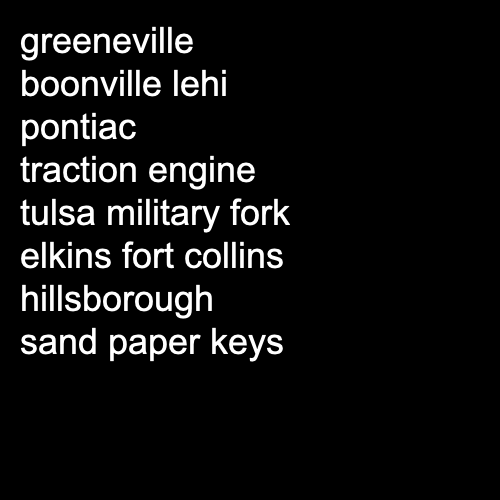 greeneville
boonville lehi
pontiac
traction engine
tulsa military fork
elkins fort collins
hillsborough
sand paper keys